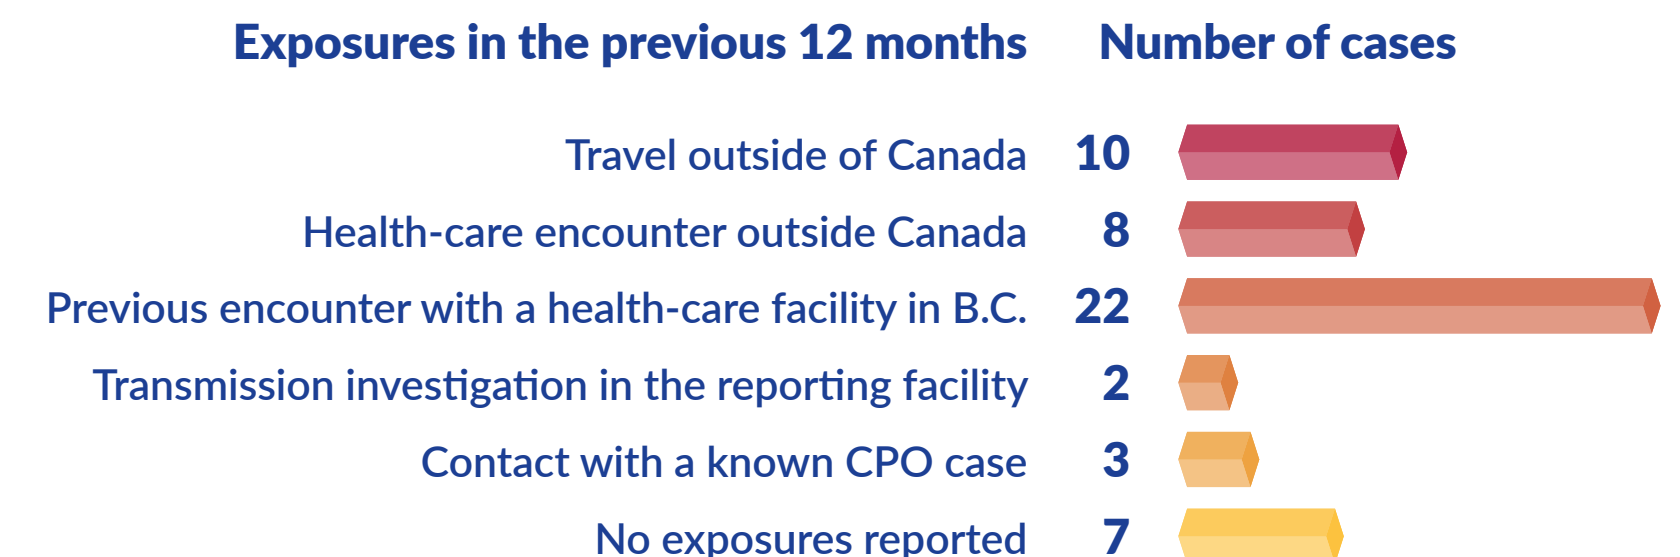 Exposures in the previous 12 months Number of cases
Travel outside of Canada 10
Health-care encounter outside Canada 8
Previous encounter with a health-care facility in B.C. 22
Transmission investigation in the reporting facility 2
Contact with a known CPO case 3
No exposures reported 7